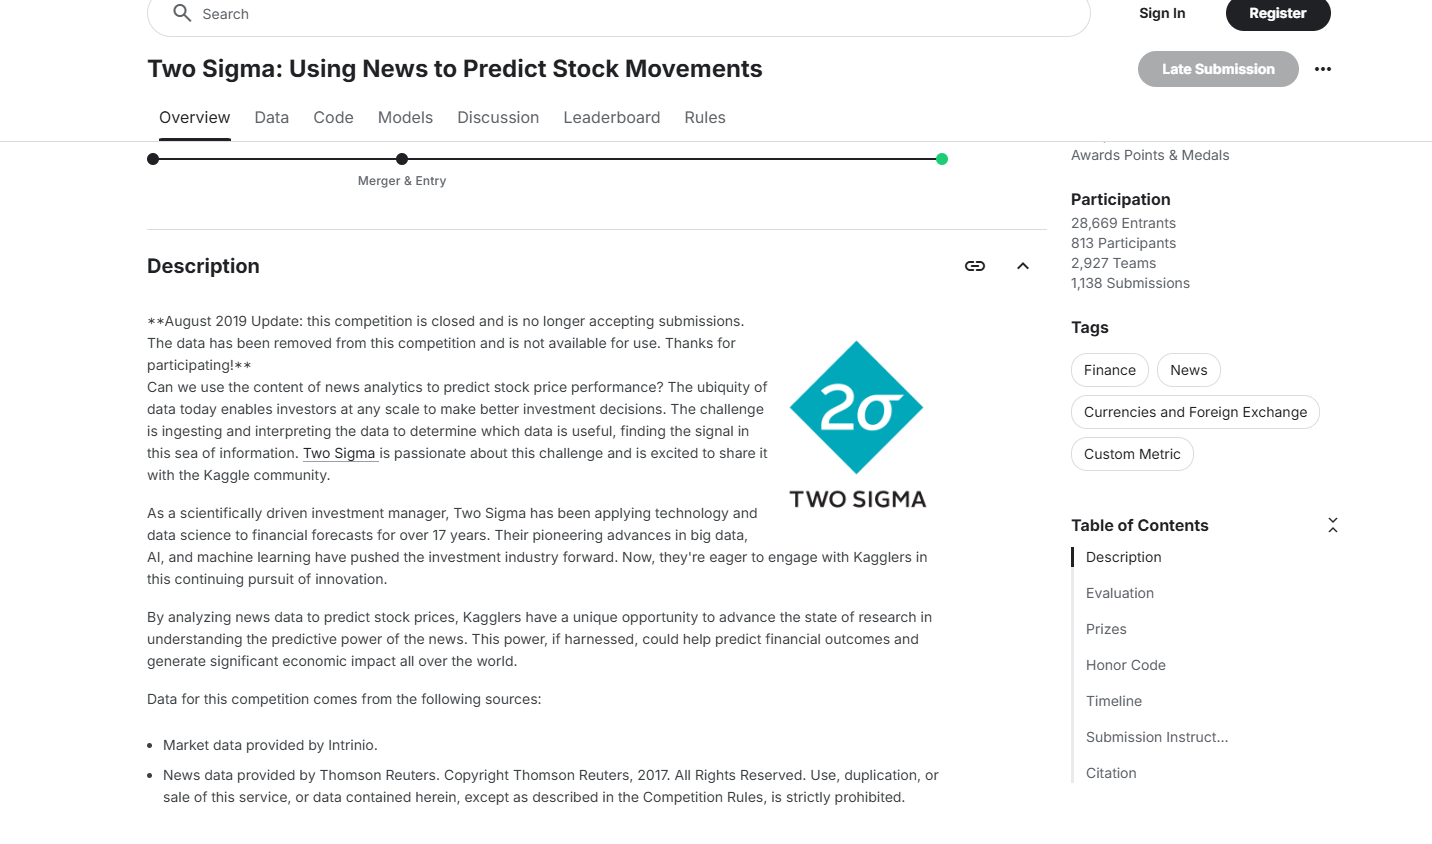 Search
Sign In
Register
Two Sigma: Using News to Predict Stock Movements
Late Submission
Overview
Data
Code
Models
Discussion
Leaderboard
Rules
Merger & Entry
Description
**August 2019 Update: this competition is closed and is no longer accepting submissions.
The data has been removed from this competition and is not available for use. Thanks for
participating!**
Can we use the content of news analytics to predict stock price performance? The ubiquity of
data today enables investors at any scale to make better investment decisions. The challenge
is ingesting and interpreting the data to determine which data is useful, finding the signal in
this sea of information. Two Sigma is passionate about this challenge and is excited to share it
with the Kaggle community.
2σ
TWO SIGMA
As a scientifically driven investment manager, Two Sigma has been applying technology and
data science to financial forecasts for over 17 years. Their pioneering advances in big data,
AI, and machine learning have pushed the investment industry forward. Now, they're eager to engage with Kagglers in
this continuing pursuit of innovation.
By analyzing news data to predict stock prices, Kagglers have a unique opportunity to advance the state of research in
understanding the predictive power of the news. This power, if harnessed, could help predict financial outcomes and
generate significant economic impact all over the world.
Data for this competition comes from the following sources:
• Market data provided by Intrinio.
• News data provided by Thomson Reuters. Copyright Thomson Reuters, 2017. All Rights Reserved. Use, duplication, or
sale of this service, or data contained herein, except as described in the Competition Rules, is strictly prohibited.
Awards Points & Medals
Participation
28,669 Entrants
813 Participants
2,927 Teams
1,138 Submissions
Tags
Finance
News
Currencies and Foreign Exchange
Custom Metric
Table of Contents
Description
Evaluation
Prizes
Honor Code
Timeline
Submission Instruct...
Citation